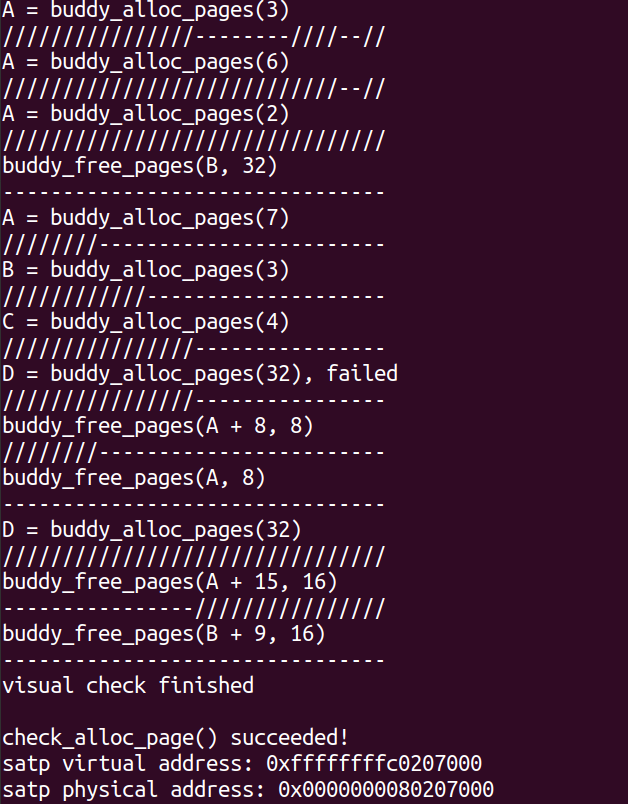 A = buddy_alloc_pages(3)
////////////////--------////--//
A = buddy_alloc_pages(6)
////////////////////////////--//
A = buddy_alloc_pages(2)
////////////////////////////////
buddy_free_pages(B, 32)
--------------------------------
A = buddy_alloc_pages(7)
////////------------------------
B = buddy_alloc_pages(3)
////////////--------------------
C = buddy_alloc_pages(4)
////////////////----------------
D = buddy_alloc_pages(32), failed
////////////////----------------
buddy_free_pages(A + 8, 8)
////////------------------------
buddy_free_pages(A, 8)
--------------------------------
D = buddy_alloc_pages(32)
////////////////////////////////
buddy_free_pages(A + 15, 16)
----------------////////////////
buddy_free_pages(B + 9, 16)
--------------------------------
visual check finished

check_alloc_page() succeeded!
satp virtual address: 0xffffffffc0207000
satp physical address: 0x0000000080207000